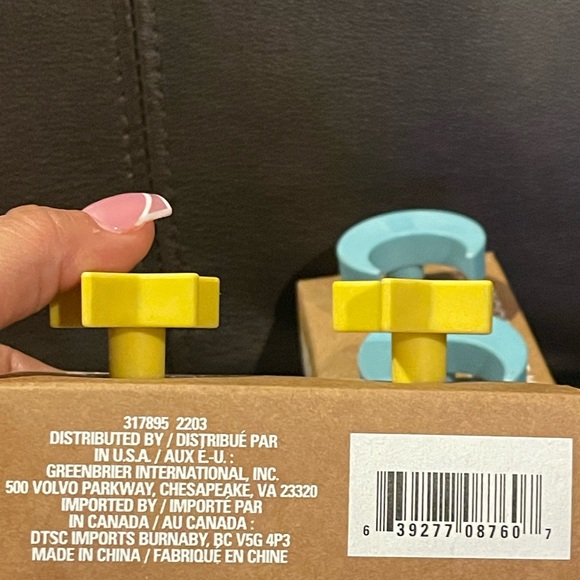 317895 2203
DISTRIBUTED BY / DISTRIBUÉ PAR
IN U.S.A. / AUX É.-U. :
GREENBRIER INTERNATIONAL, INC.
500 VOLVO PARKWAY, CHESAPEAKE, VA 23320
IMPORTED BY / IMPORTÉ PAR
IN CANADA / AU CANADA :
DTSC IMPORTS BURNABY, BC V5G 4P3
MADE IN CHINA / FABRIQUÉ EN CHINE
6 39277 08760 7